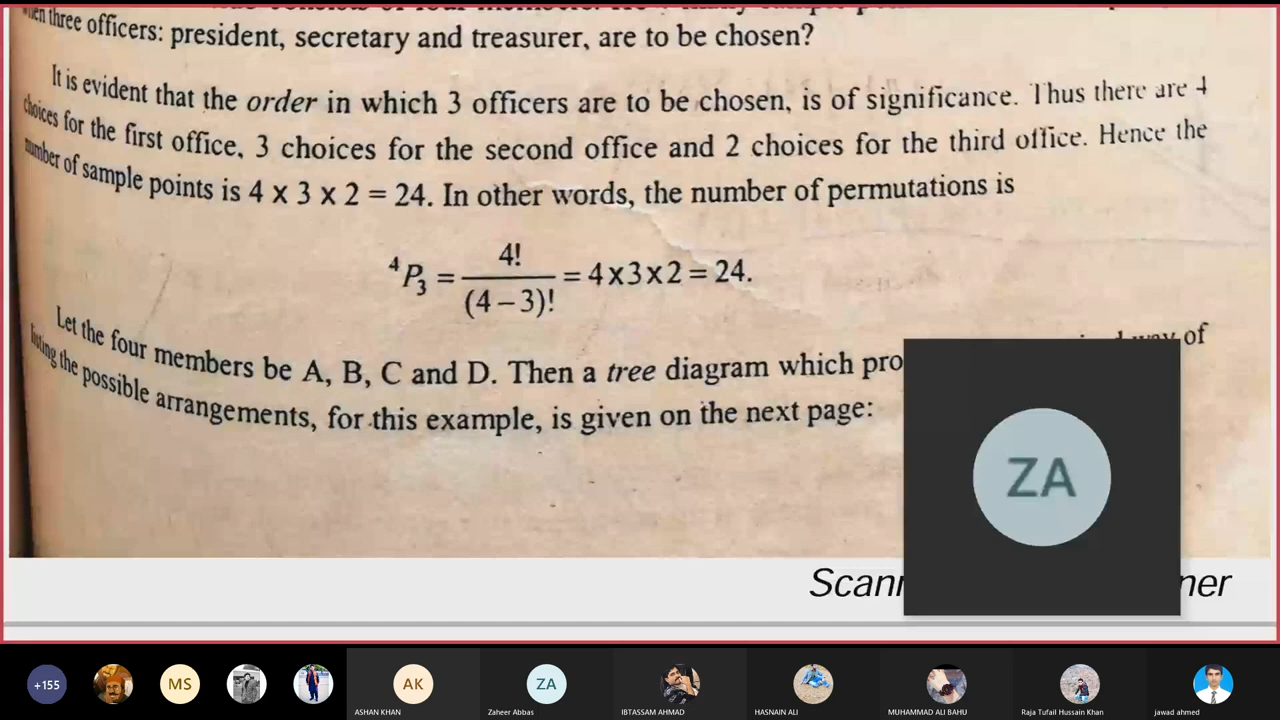 when three officers: president, secretary and treasurer, are to be chosen?
It is evident that the order in which 3 officers are to be chosen, is of significance. Thus there are 4
choices for the first office, 3 choices for the second office and 2 choices for the third office. Hence the
number of sample points is 4 x 3 x 2 = 24. In other words, the number of permutations is
⁴P₃ = 4! / (4 – 3)! = 4x3x2 = 24.
Let the four members be A, B, C and D. Then a tree diagram which pro way of
listing the possible arrangements, for this example, is given on the next page:
ZA
Scann ner
+155
MS
AK
ZA
ASHAN KHAN
Zaheer Abbas
IBTASSAM AHMAD
HASNAIN ALI
MUHAMMAD ALI BAHU
Raja Tufail Hussain Khan
jawad ahmed